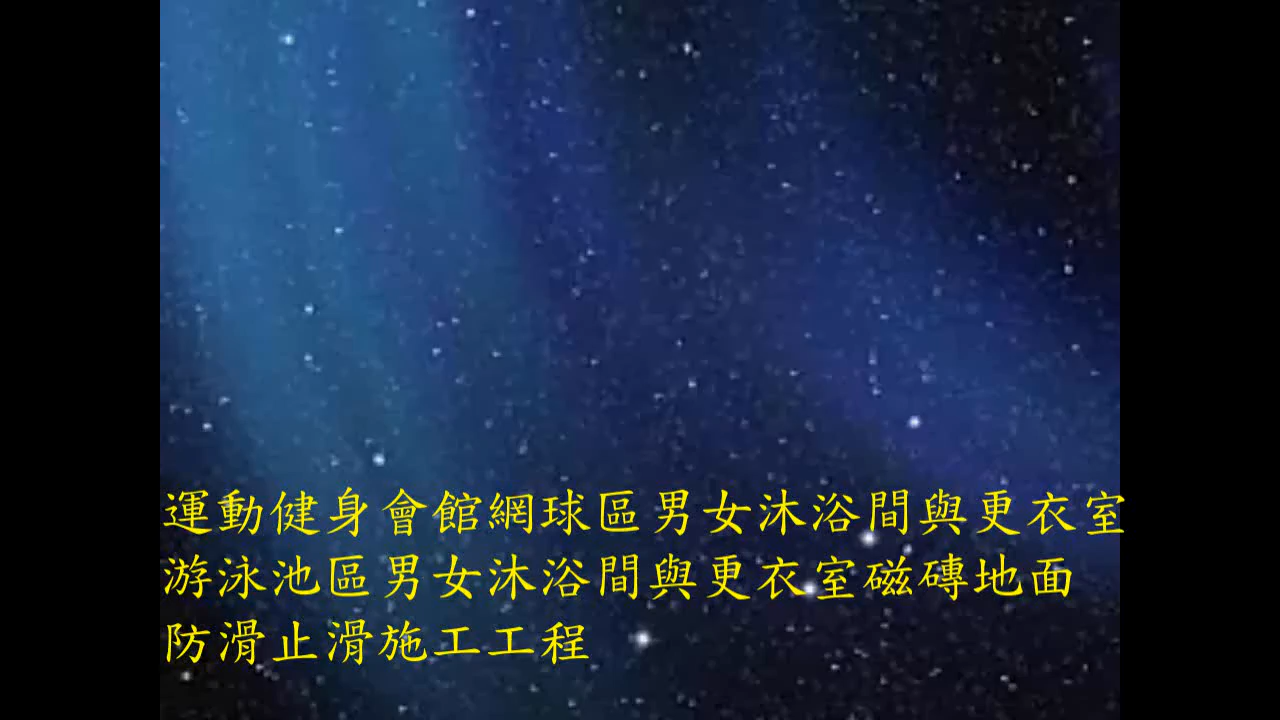 運動健身會館網球區男女沐浴間與更衣室
游泳池區男女沐浴間與更衣室磁磚地面
防滑止滑施工工程